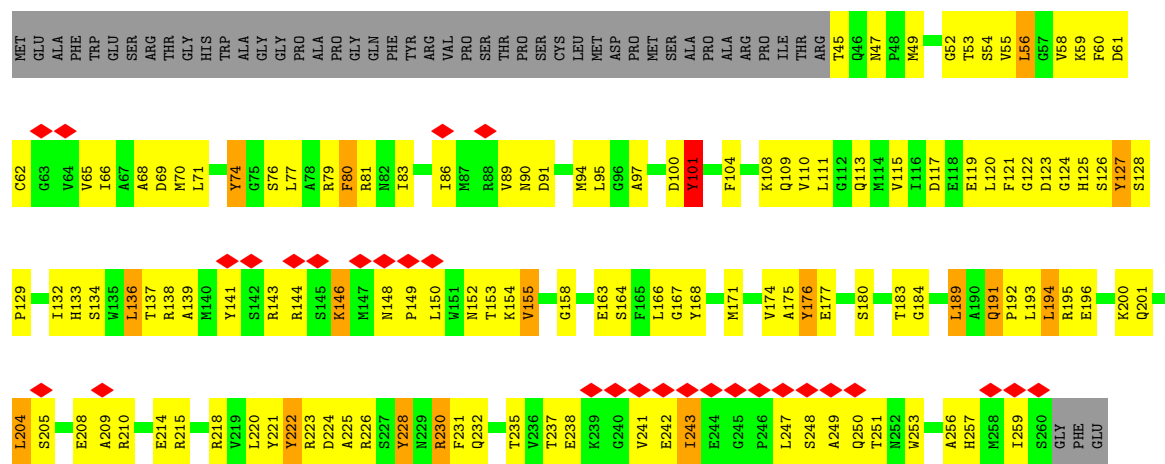 MET GLU ALA PHE TRP GLU SER ARG THR GLY HIS TRP ALA GLY GLY PRO ALA PRO GLY GLN PHE TYR ARG VAL PRO SER THR PRO SER CYS LEU MET ASP PRO MET SER ALA PRO ALA ARG PRO ILE THR ARG T45 Q46 N47 P48 M49 G52 T53 S54 V55 L56 G57 V58 K59 F60 D61
C62 G63 V64 V65 I66 A67 A68 D69 M70 L71 Y74 G75 S76 L77 A78 R79 F80 R81 N82 I83 I86 M87 R88 V89 N90 D91 M94 L95 G96 A97 D100 Y101 F104 K108 Q109 V110 L111 G112 Q113 M114 V115 I116 D117 E118 E119 L120 F121 G122 D123 G124 H125 S126 Y127 S128
P129 I132 H133 S134 W135 L136 T137 R138 A139 M140 Y141 S142 R143 R144 S145 K146 M147 N148 P149 L150 W151 N152 T153 K154 V155 G158 E163 S164 F165 L166 G167 Y168 M171 V174 A175 Y176 E177 S180 T183 G184 L189 A190 Q191 P192 L193 L194 R195 E196 K200 Q201
L204 S205 E208 A209 R210 E214 R215 R218 V219 L220 Y221 Y222 R223 D224 A225 R226 S227 Y228 N229 R230 F231 Q232 T235 V236 T237 E238 K239 G240 V241 E242 I243 E244 G245 P246 L247 S248 A249 Q250 T251 N252 W253 A256 H257 M258 I259 S260 GLY PHE GLU